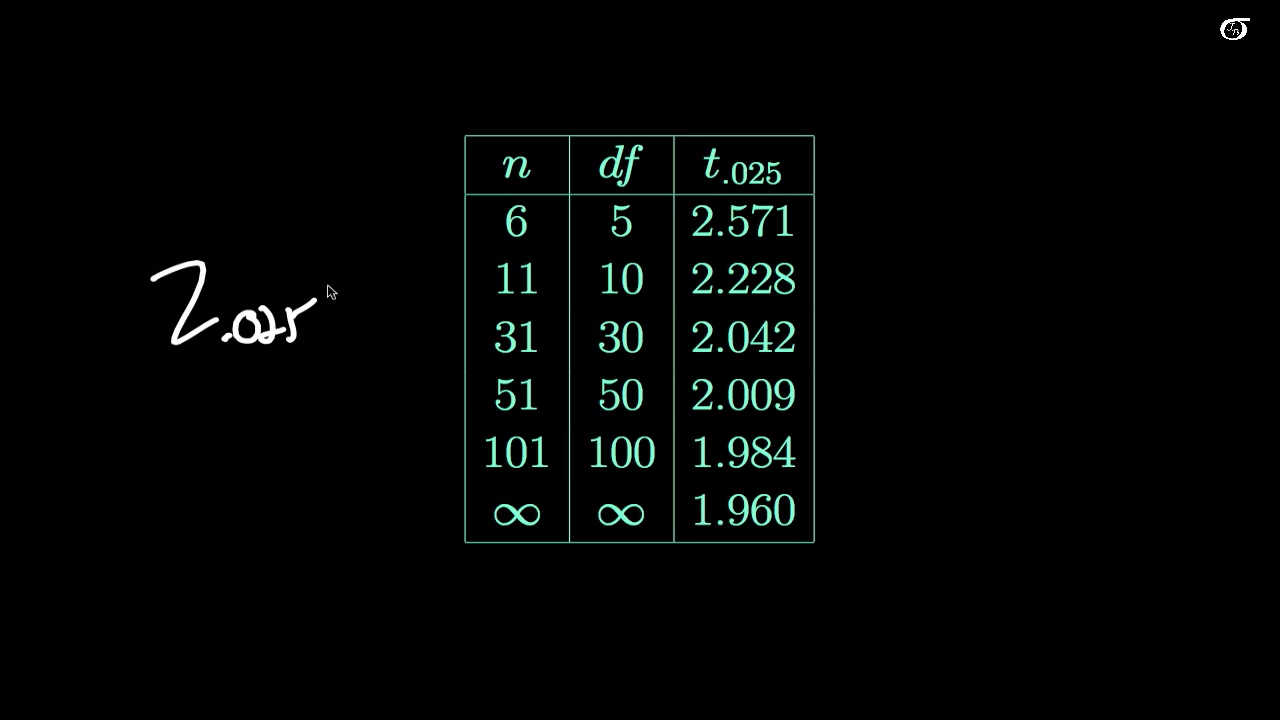 n df t.025
6 5 2.571
11 10 2.228
31 30 2.042
51 50 2.009
101 100 1.984
∞ ∞ 1.960
Z.025